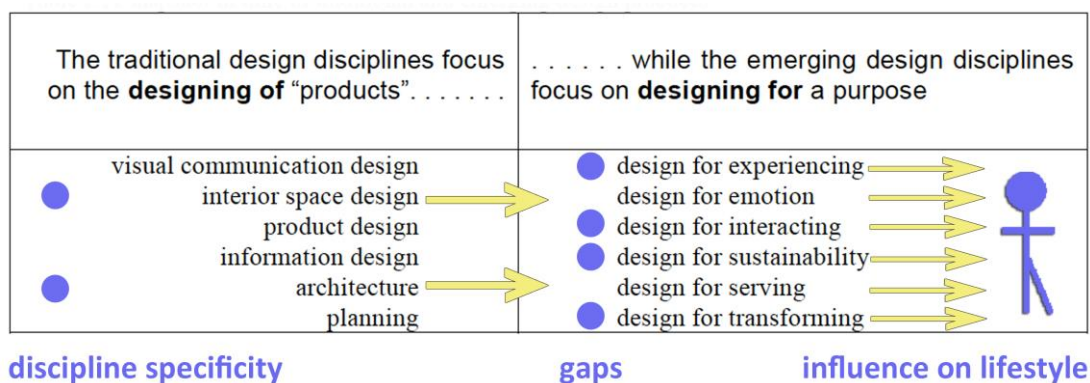 The traditional design disciplines focus
on the designing of “products”. . . . . . .
. . . . . . while the emerging design disciplines
focus on designing for a purpose
visual communication design
interior space design
product design
information design
architecture
planning
design for experiencing
design for emotion
design for interacting
design for sustainability
design for serving
design for transforming
discipline specificity
gaps
influence on lifestyle